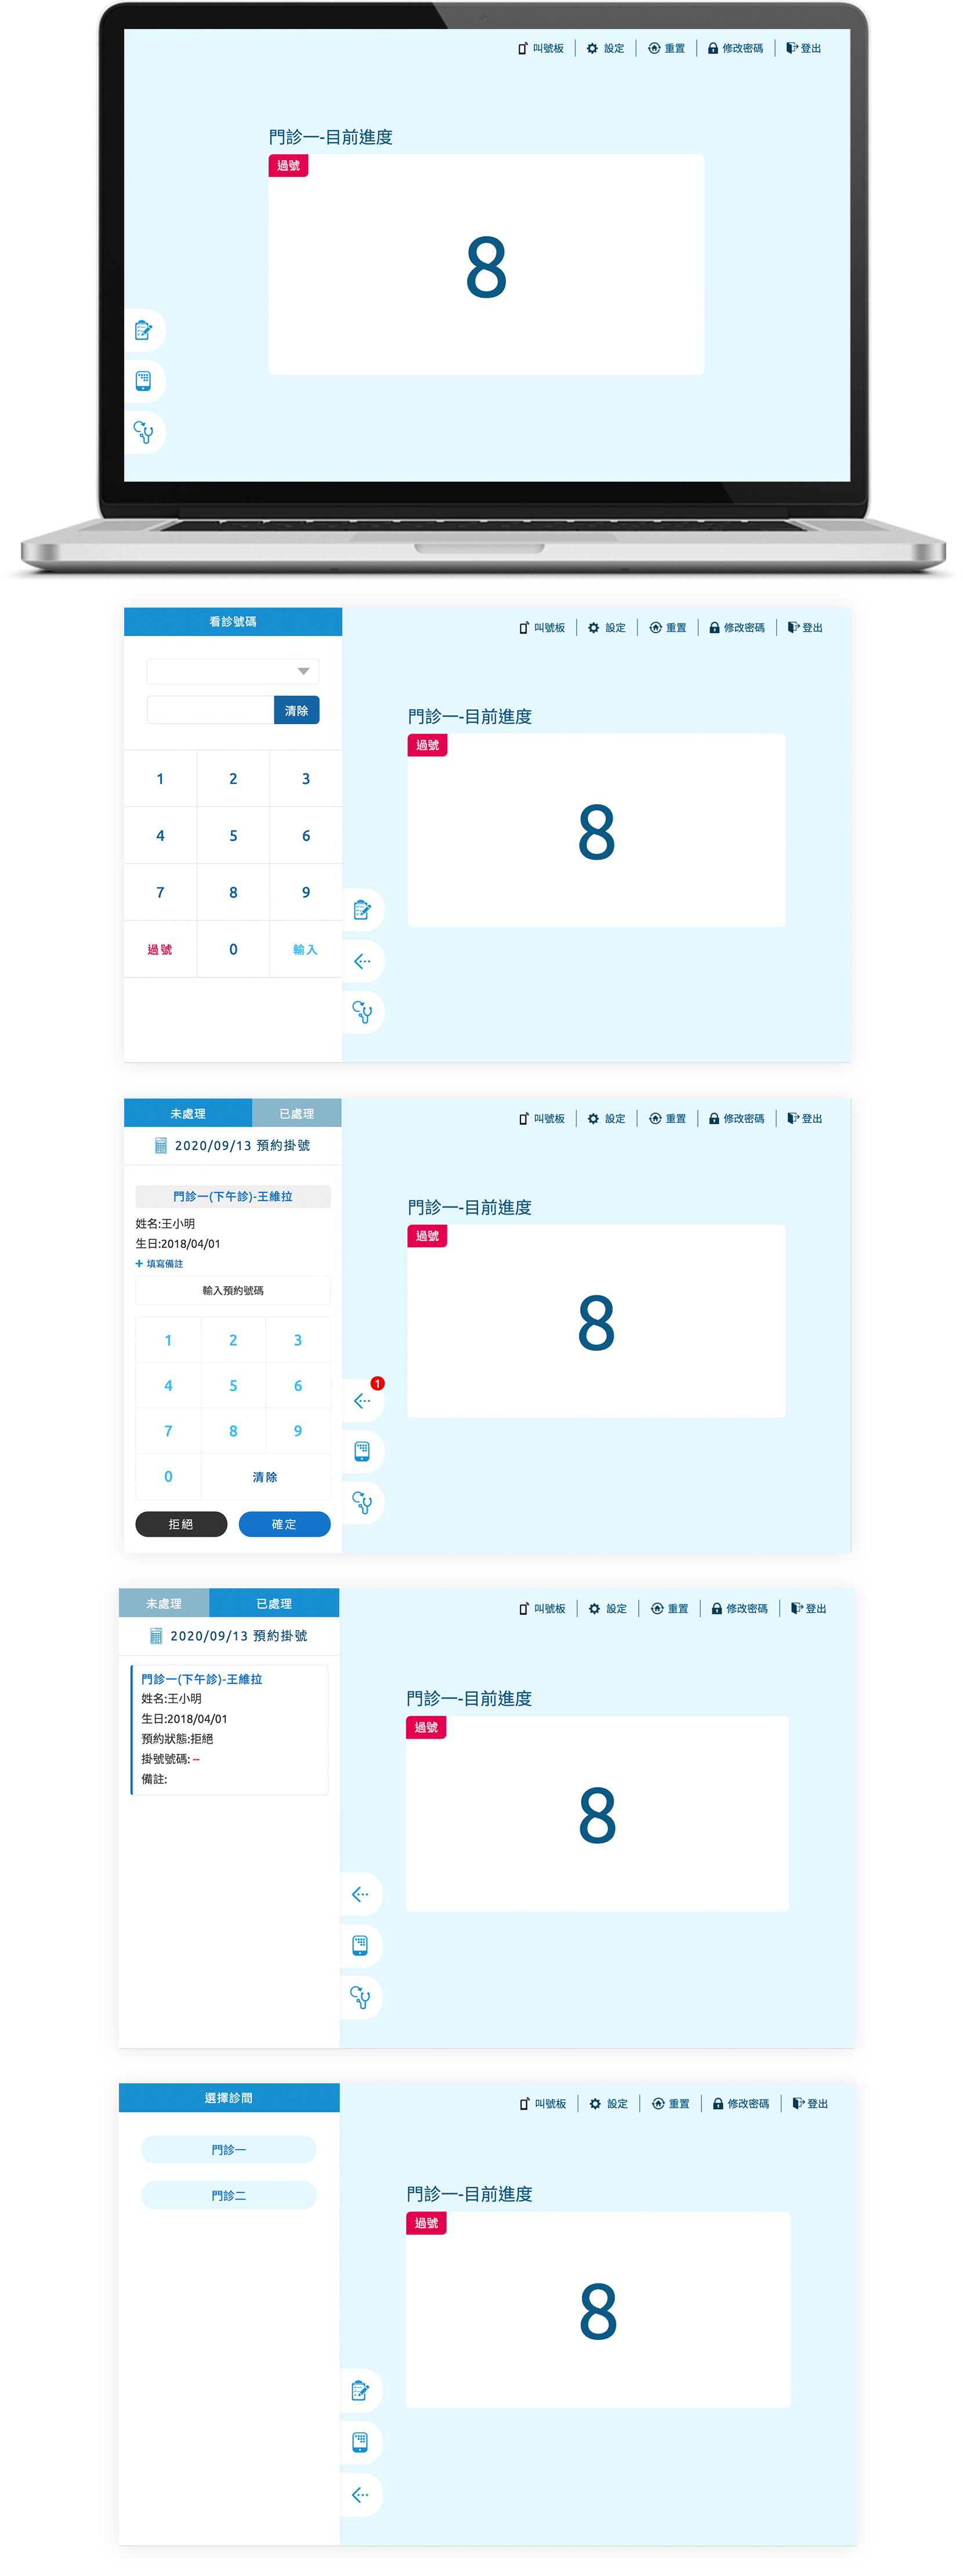 叫號板 設定 重置 修改密碼 登出
門診一-目前進度
過號
8
看診號碼
叫號板 設定 重置 修改密碼 登出
清除
門診一-目前進度
過號
8
1 2 3
4 5 6
7 8 9
過號 0 輸入
未處理 已處理
叫號板 設定 重置 修改密碼 登出
2020/09/13 預約掛號
門診一(下午診)-王維拉
姓名:王小明
生日:2018/04/01
+ 填寫備註
輸入預約號碼
1 2 3
4 5 6
7 8 9
0 清除
拒絕 確定
門診一-目前進度
過號
8
1
未處理 已處理
叫號板 設定 重置 修改密碼 登出
2020/09/13 預約掛號
門診一(下午診)-王維拉
姓名:王小明
生日:2018/04/01
預約狀態:拒絕
掛號號碼: --
備註:
門診一-目前進度
過號
8
選擇診間
叫號板 設定 重置 修改密碼 登出
門診一
門診二
門診一-目前進度
過號
8